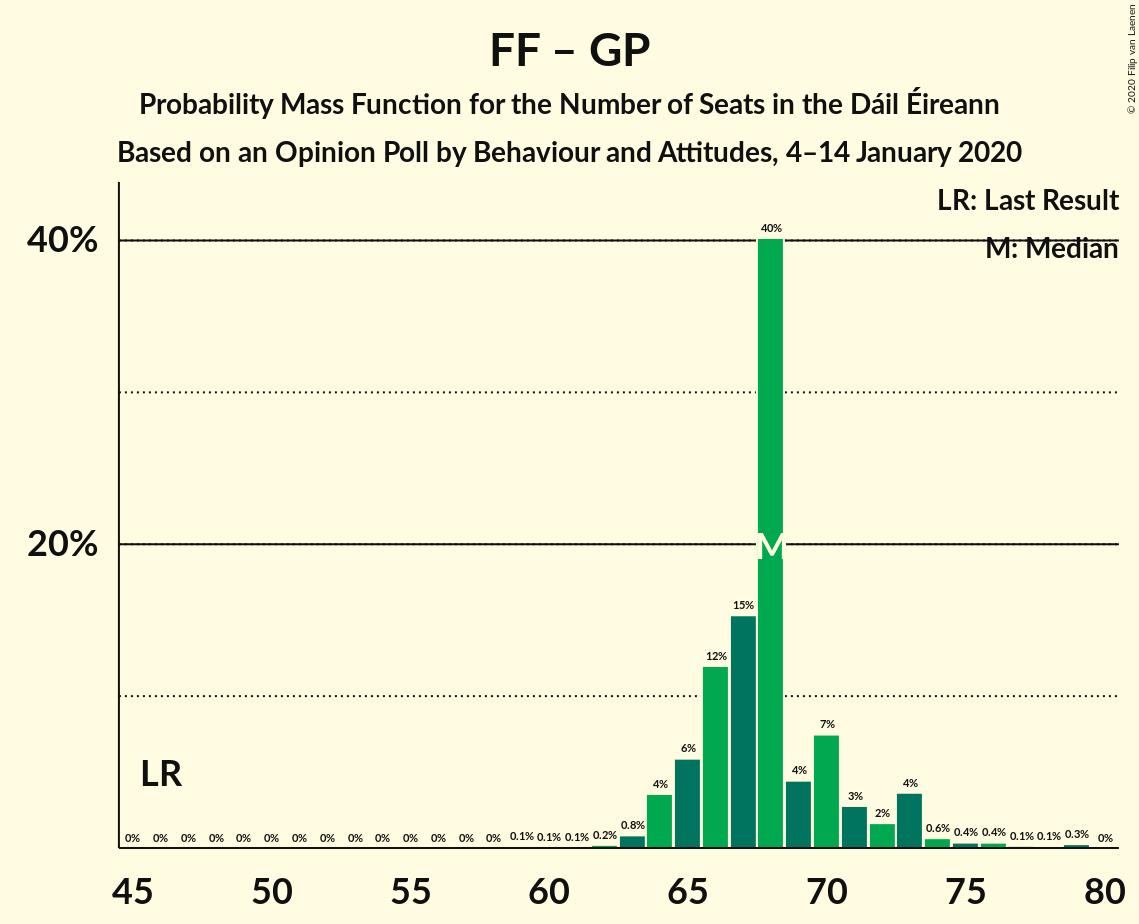 FF – GP
Probability Mass Function for the Number of Seats in the Dáil Éireann
Based on an Opinion Poll by Behaviour and Attitudes, 4–14 January 2020
© 2020 Filip van Laenen
LR: Last Result
M: Median
40%
20%
LR
M
0% 0% 0% 0% 0% 0% 0% 0% 0% 0% 0% 0% 0% 0% 0.1% 0.1% 0.1% 0.2% 0.8% 4% 6% 12% 15% 40% 4% 7% 3% 2% 4% 0.6% 0.4% 0.4% 0.1% 0.1% 0.3% 0%
45 50 55 60 65 70 75 80